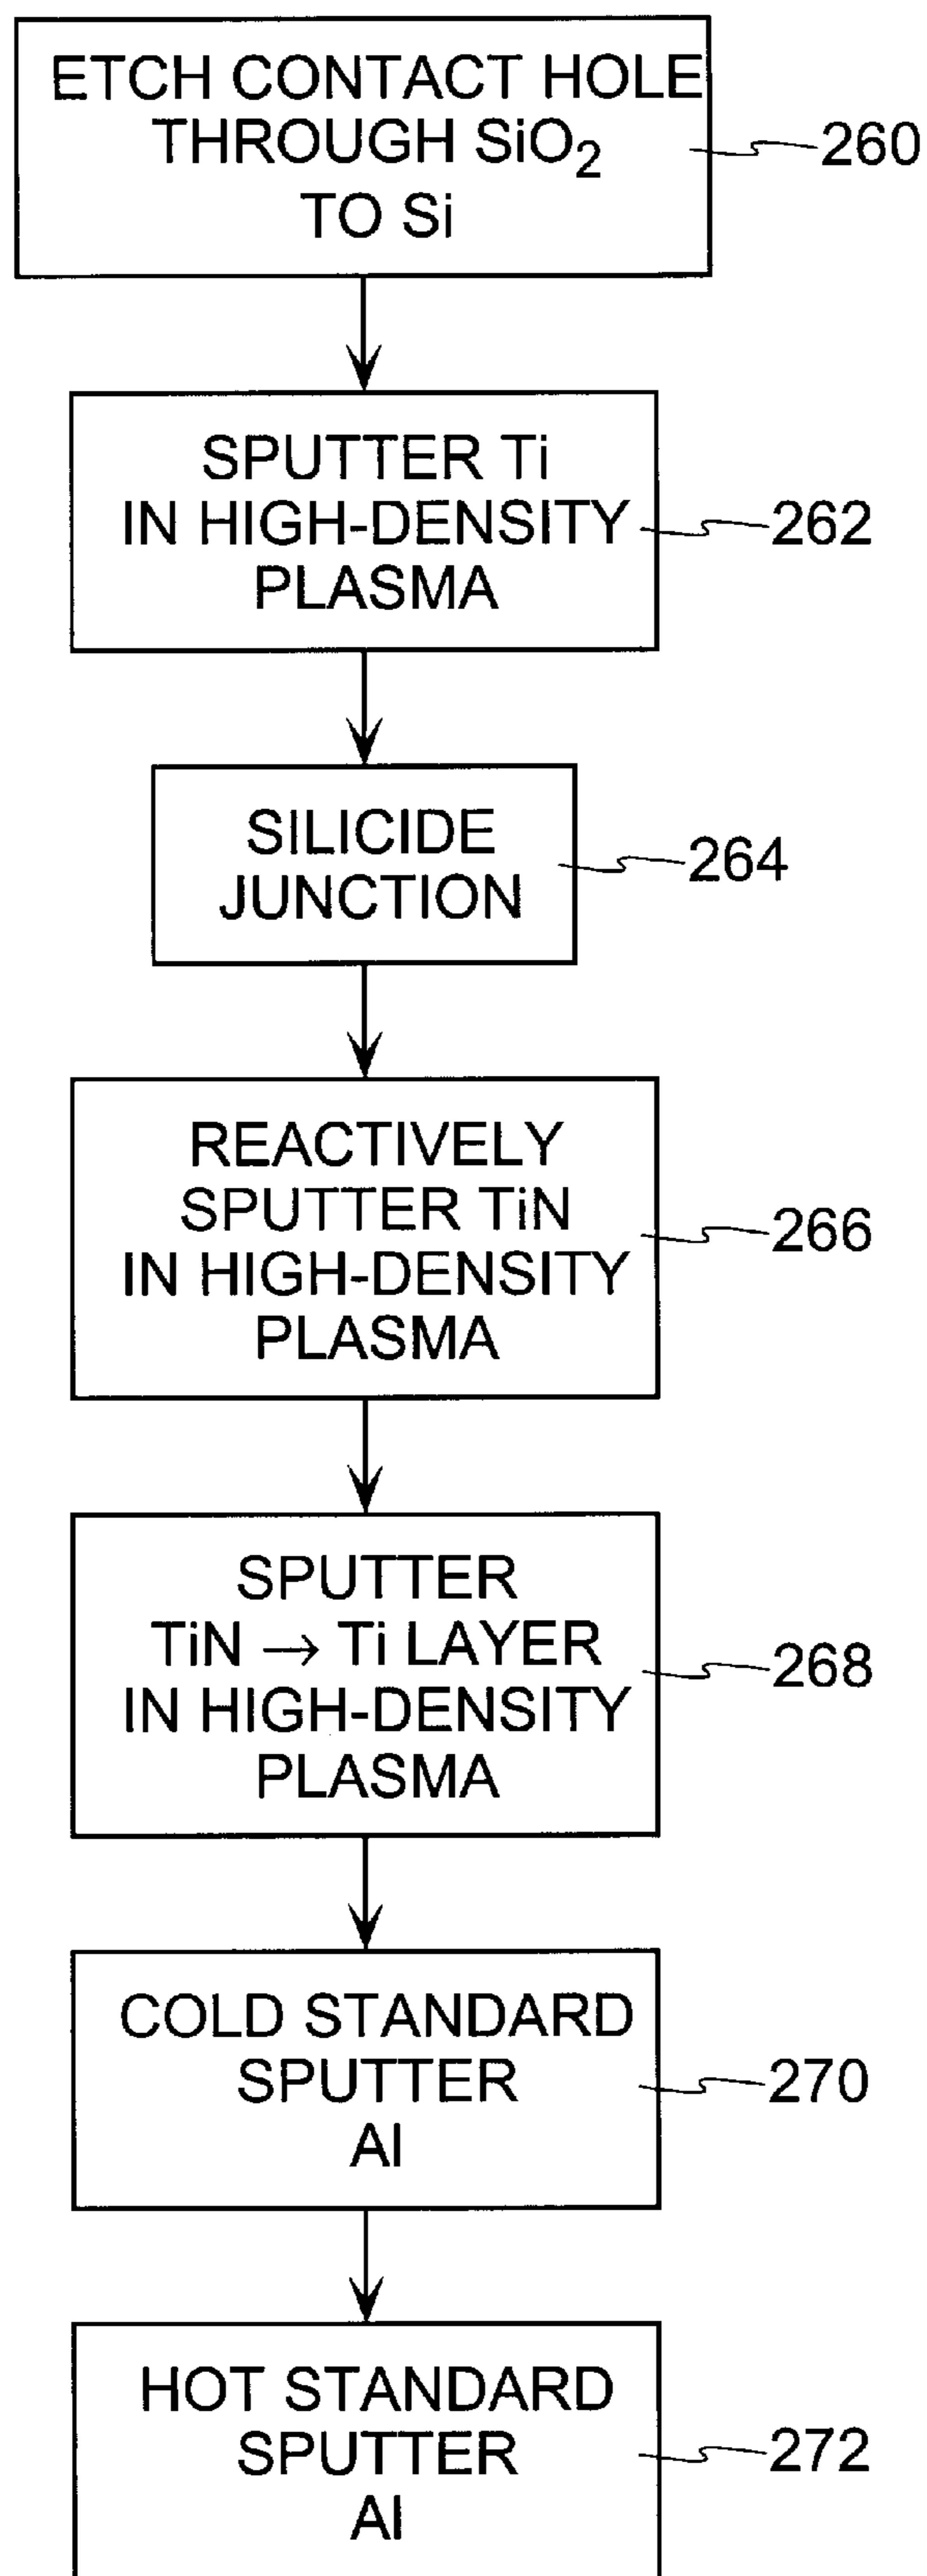 ETCH CONTACT HOLE
THROUGH SiO2
TO Si
260
SPUTTER Ti
IN HIGH-DENSITY
PLASMA
262
SILICIDE
JUNCTION
264
REACTIVELY
SPUTTER TiN
IN HIGH-DENSITY
PLASMA
266
SPUTTER
TiN → Ti LAYER
IN HIGH-DENSITY
PLASMA
268
COLD STANDARD
SPUTTER
Al
270
HOT STANDARD
SPUTTER
Al
272